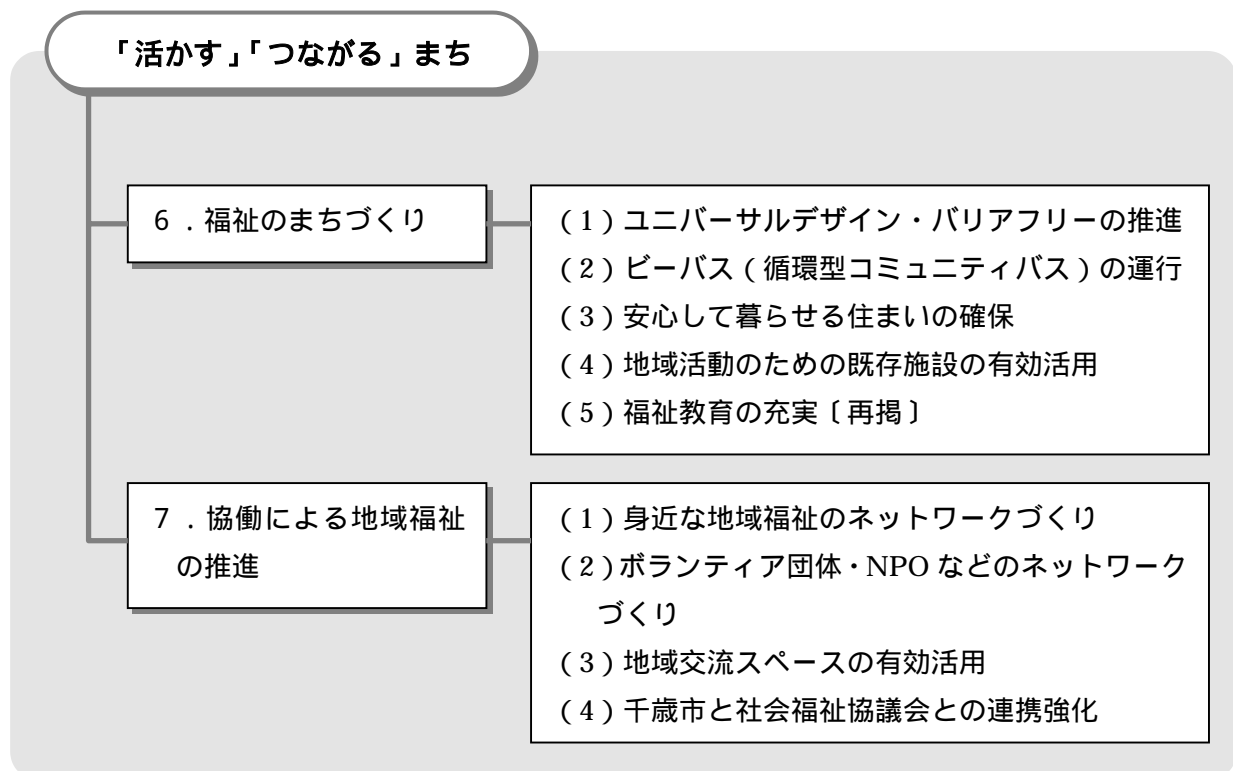 「活かす」「つながる」まち
6．福祉のまちづくり
（1）ユニバーサルデザイン・バリアフリーの推進
（2）ビーバス（循環型コミュニティバス）の運行
（3）安心して暮らせる住まいの確保
（4）地域活動のための既存施設の有効活用
（5）福祉教育の充実〔再掲〕
7．協働による地域福祉
の推進
（1）身近な地域福祉のネットワークづくり
（2）ボランティア団体・NPOなどのネットワーク
づくり
（3）地域交流スペースの有効活用
（4）千歳市と社会福祉協議会との連携強化